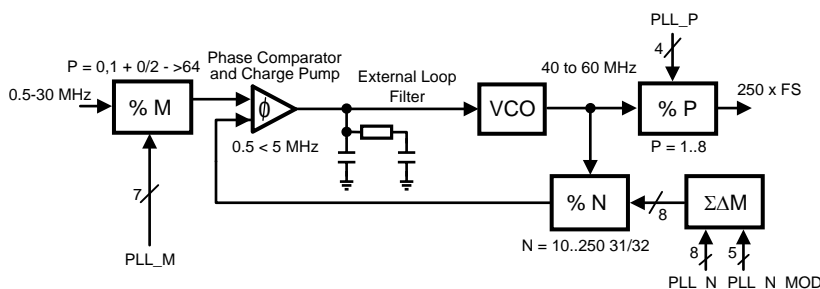 PLL_P
P = 0,1 + 0/2 - >64
Phase Comparator
and Charge Pump
4
40 to 60 MHz
External Loop
Filter
0.5-30 MHz
% M
ϕ
VCO
% P
250 x FS
0.5 < 5 MHz
P = 1..8
7
% N
8
ΣΔM
N = 10..250 31/32
8
5
PLL_M
PLL_N
PLL_N_MOD